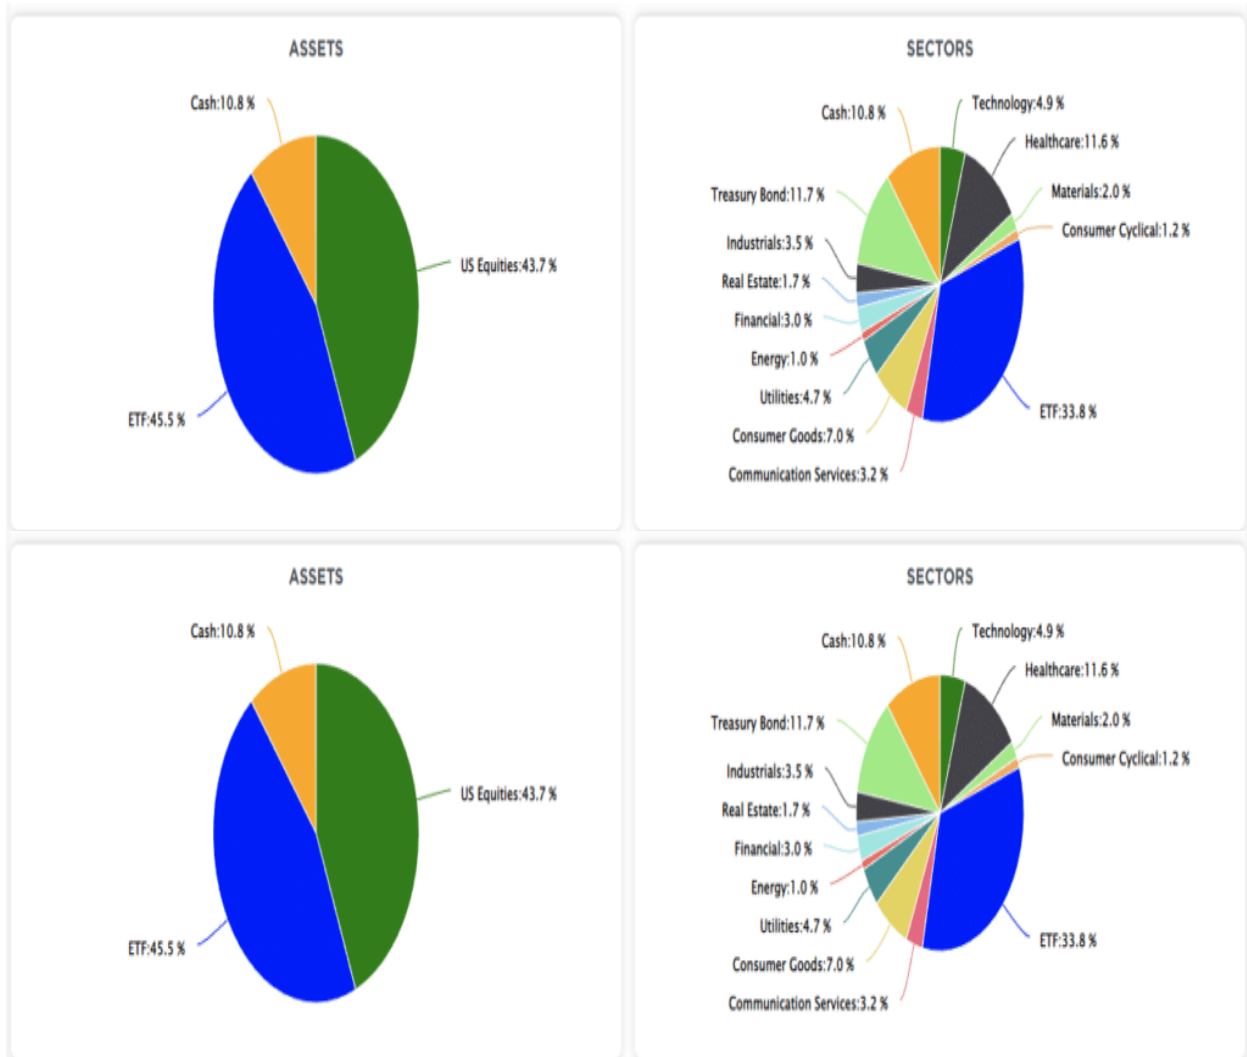 ASSETS
Cash:10.8 %
US Equities:43.7 %
ETF:45.5 %
SECTORS
Technology:4.9 %
Cash:10.8 %
Healthcare:11.6 %
Materials:2.0 %
Treasury Bond:11.7 %
Consumer Cyclical:1.2 %
Industrials:3.5 %
Real Estate:1.7 %
Financial:3.0 %
Energy:1.0 %
Utilities:4.7 %
ETF:33.8 %
Consumer Goods:7.0 %
Communication Services:3.2 %
ASSETS
Cash:10.8 %
US Equities:43.7 %
ETF:45.5 %
SECTORS
Technology:4.9 %
Cash:10.8 %
Healthcare:11.6 %
Materials:2.0 %
Treasury Bond:11.7 %
Consumer Cyclical:1.2 %
Industrials:3.5 %
Real Estate:1.7 %
Financial:3.0 %
Energy:1.0 %
Utilities:4.7 %
ETF:33.8 %
Consumer Goods:7.0 %
Communication Services:3.2 %